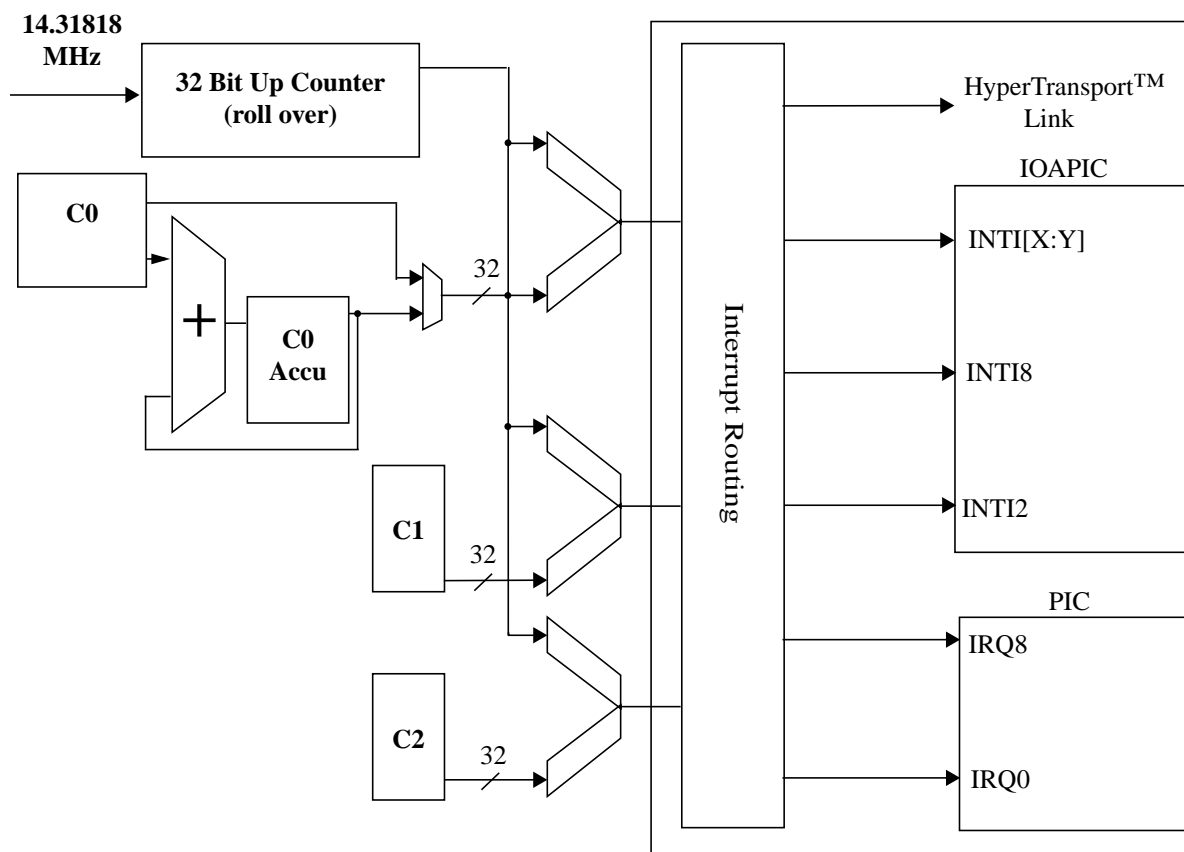 14.31818
MHz
32 Bit Up Counter
(roll over)
HyperTransport™
Link
IOAPIC
C0
INTI[X:Y]
32
+
C0
Accu
Interrupt Routing
INTI8
INTI2
C1
32
PIC
IRQ8
C2
32
IRQ0